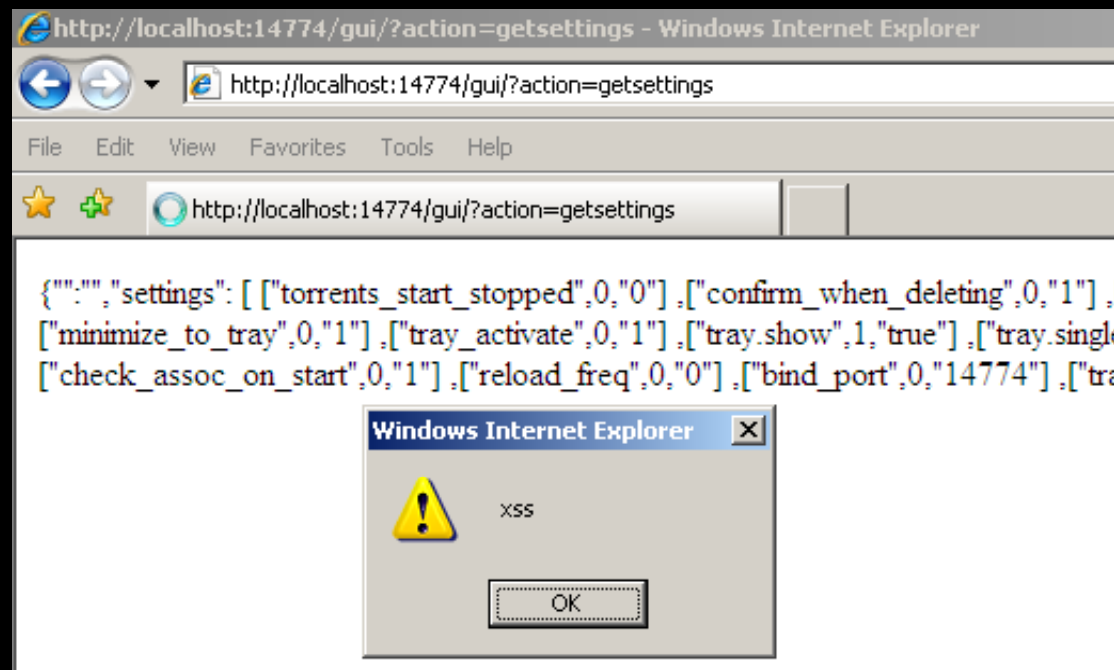 http://localhost:14774/gui/?action=getsettings - Windows Internet Explorer
http://localhost:14774/gui/?action=getsettings
File Edit View Favorites Tools Help
http://localhost:14774/gui/?action=getsettings
{"":"","settings": [ ["torrents_start_stopped",0,"0"] ,["confirm_when_deleting",0,"1"] ,
["minimize_to_tray",0,"1"] ,["tray_activate",0,"1"] ,["tray.show",1,"true"] ,["tray.single
["check_assoc_on_start",0,"1"] ,["reload_freq",0,"0"] ,["bind_port",0,"14774"] ,["tra
Windows Internet Explorer
xss
OK